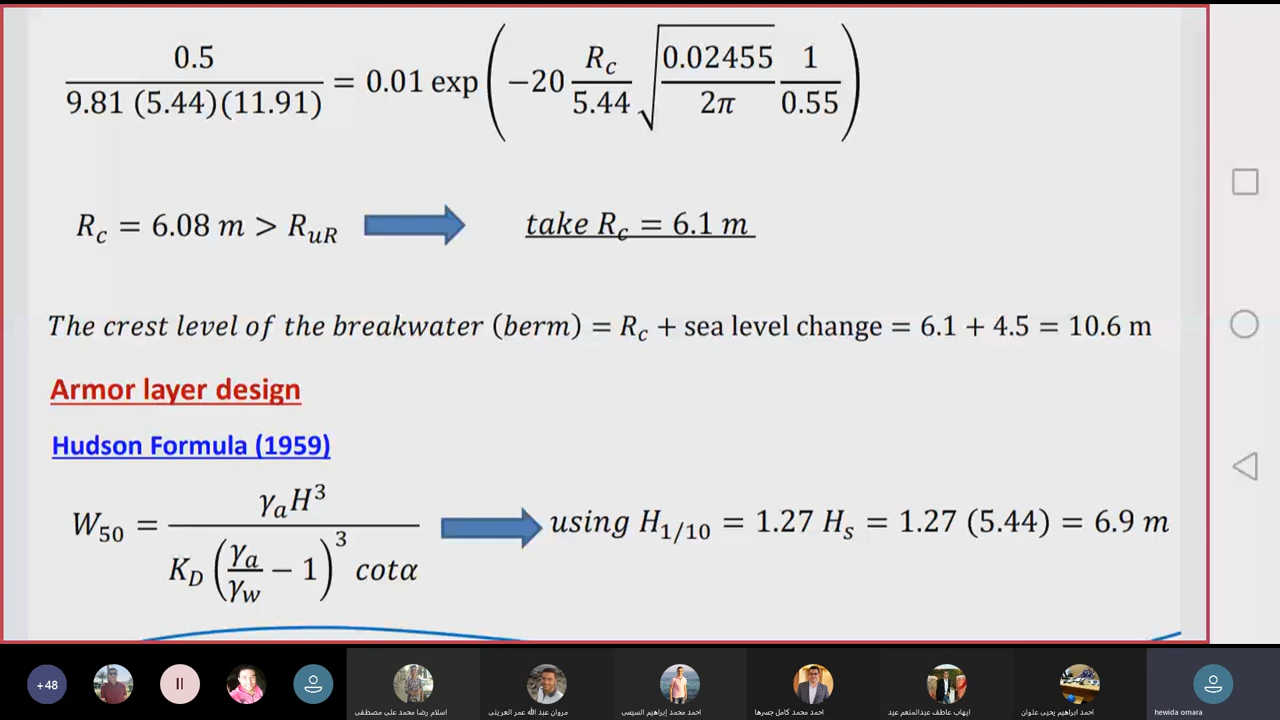 0.5 / 9.81 (5.44)(11.91) = 0.01 exp(−20 R_c/5.44 √(0.02455/2π) 1/0.55)
R_c = 6.08 m > R_uR take R_c = 6.1 m
The crest level of the breakwater (berm) = R_c + sea level change = 6.1 + 4.5 = 10.6 m
Armor layer design
Hudson Formula (1959)
W_50 = γ_a H^3 / K_D (γ_a/γ_w − 1)^3 cotα using H_1/10 = 1.27 H_s = 1.27 (5.44) = 6.9 m
+48
اسلام رضا محمد على مصطفى مروان عبد الله عمر العرينى احمد محمد إبراهيم السيسى احمد محمد كامل جسرها ايهاب عاطف عبدالمنعم عيد احمد ابراهيم يحيى علوان hewida omara